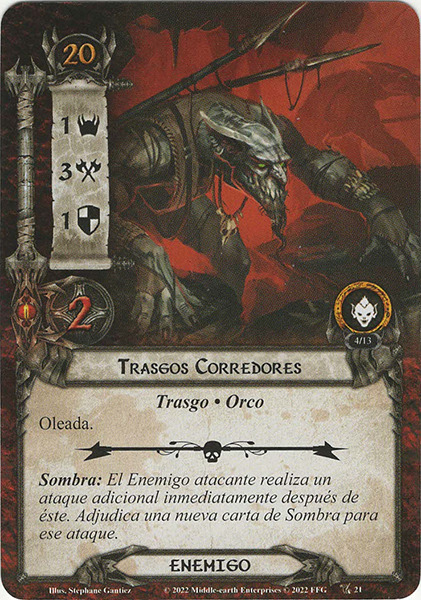 20
1
3
1
2
4/13
Trasgos Corredores
Trasgo • Orco
Oleada.
Sombra: El Enemigo atacante realiza un
ataque adicional inmediatamente después de
éste. Adjudica una nueva carta de Sombra para
ese ataque.
ENEMIGO
Illus. Stephane Gantiez © 2022 Middle-earth Enterprises © 2022 FFG 21